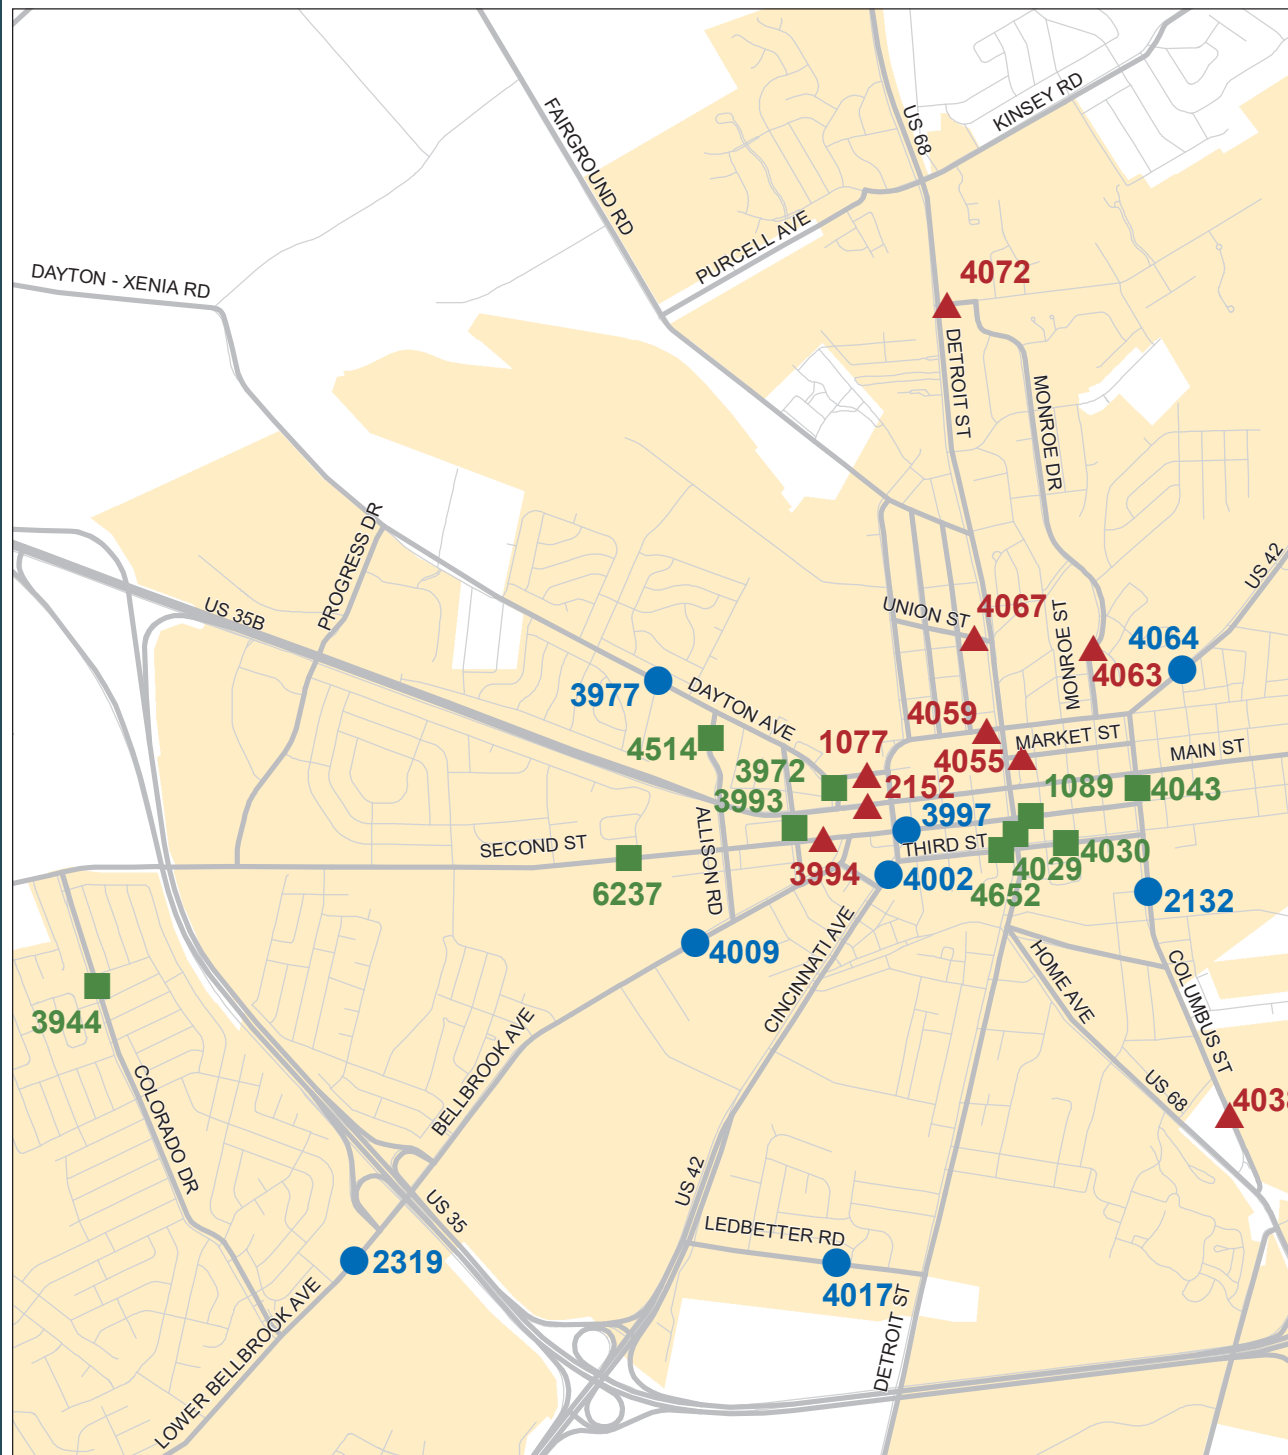 US 68
KINSEY RD
FAIRGROUND RD
PURCELL AVE
DAYTON - XENIA RD
4072
DETROIT ST
MONROE DR
PROGRESS DR
US 42
US 35B
UNION ST
4067
MONROE ST
4064
4063
3977
DAYTON AVE
4059
MARKET ST
MAIN ST
4514
1077
4055
3972
2152
1089
4043
3993
3997
ALLISON RD
SECOND ST
THIRD ST
4030
4029
6237
3994
4002
4652
2132
4009
CINCINNATI AVE
HOME AVE
COLUMBUS ST
3944
BELLBROOK AVE
COLORADO DR
US 68
403
US 42
US 35
LEDBETTER RD
2319
4017
DETROIT ST
LOWER BELLBROOK AVE